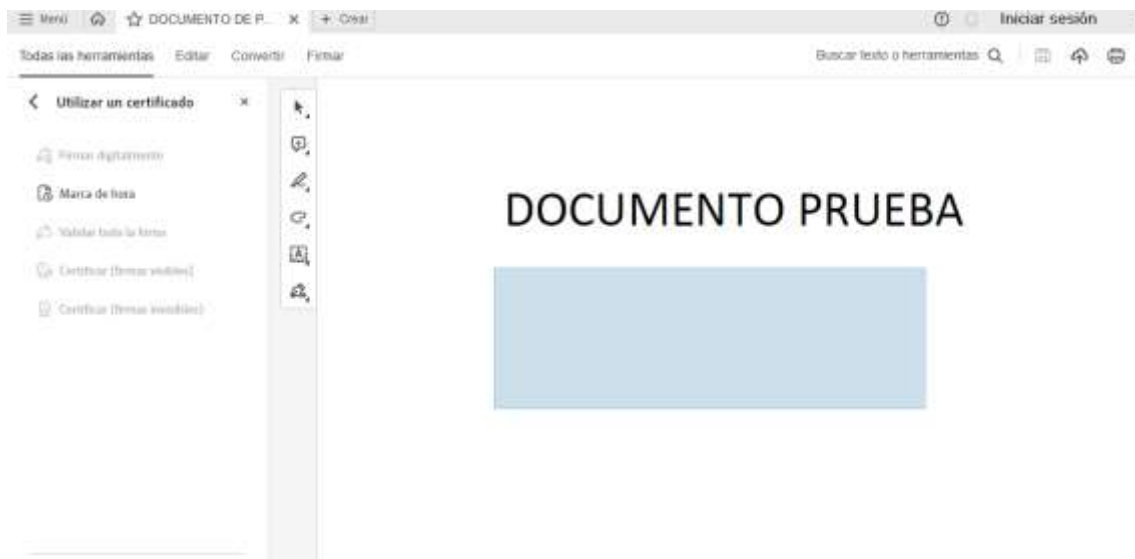 Menú DOCUMENTO DE P... + Crear Iniciar sesión
Todas las herramientas Editar Convertir Firmar Buscar texto o herramientas
Utilizar un certificado
Firmar digitalmente
Marca de hora
Validar todo la firma
Certificar (firmas visibles)
Certificar (firmas invisibles)
DOCUMENTO PRUEBA